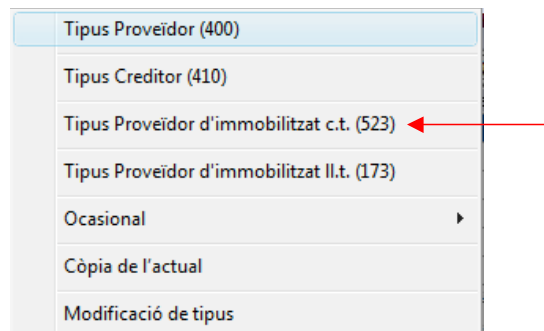 Tipus Proveïdor (400)
Tipus Creditor (410)
Tipus Proveïdor d'immobilitzat c.t. (523)
Tipus Proveïdor d'immobilitzat ll.t. (173)
Ocasional
Còpia de l'actual
Modificació de tipus